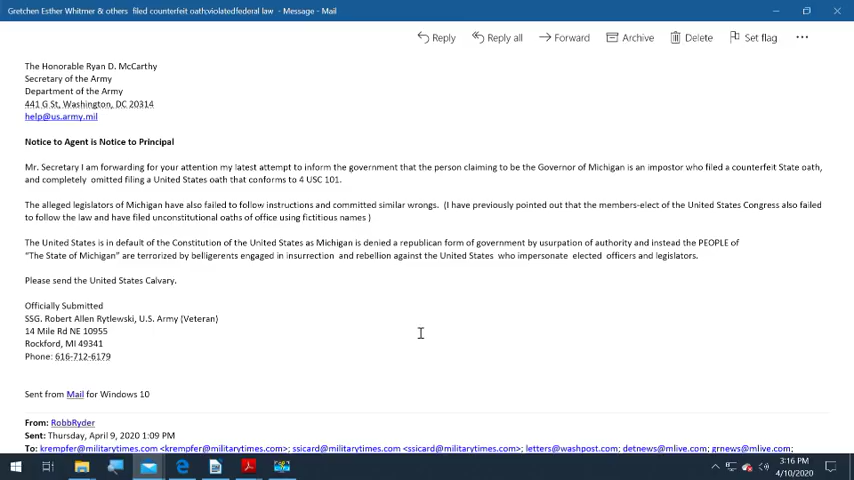 Gretchen Esther Whitmer & others filed counterfeit oath;violatedfederal law - Message - Mail
Reply Reply all Forward Archive Delete Set flag ...
The Honorable Ryan D. McCarthy
Secretary of the Army
Department of the Army
441 G St, Washington, DC 20314
help@us.army.mil
Notice to Agent is Notice to Principal
Mr. Secretary I am forwarding for your attention my latest attempt to inform the government that the person claiming to be the Governor of Michigan is an impostor who filed a counterfeit State oath,
and completely omitted filing a United States oath that conforms to 4 USC 101.
The alleged legislators of Michigan have also failed to follow instructions and committed similar wrongs. (I have previously pointed out that the members-elect of the United States Congress also failed
to follow the law and have filed unconstitutional oaths of office using fictitious names )
The United States is in default of the Constitution of the United States as Michigan is denied a republican form of government by usurpation of authority and instead the PEOPLE of
“The State of Michigan” are terrorized by belligerents engaged in insurrection and rebellion against the United States who impersonate elected officers and legislators.
Please send the United States Calvary.
Officially Submitted
SSG. Robert Allen Rytlewski, U.S. Army (Veteran)
14 Mile Rd NE 10955
Rockford, MI 49341
Phone: 616-712-6179
Sent from Mail for Windows 10
From: RobbRyder
Sent: Thursday, April 9, 2020 1:09 PM
To: krempfer@militarytimes.com <krempfer@militarytimes.com>; ssicard@militarytimes.com <ssicard@militarytimes.com>; letters@washpost.com; detnews@mlive.com; grnews@mlive.com;
3:16 PM
4/10/2020